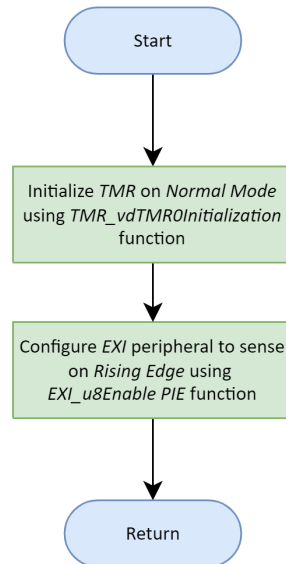 Start
Initialize TMR on Normal Mode
using TMR_vdTMR0Initialization
function
Configure EXI peripheral to sense
on Rising Edge using
EXI_u8Enable PIE function
Return